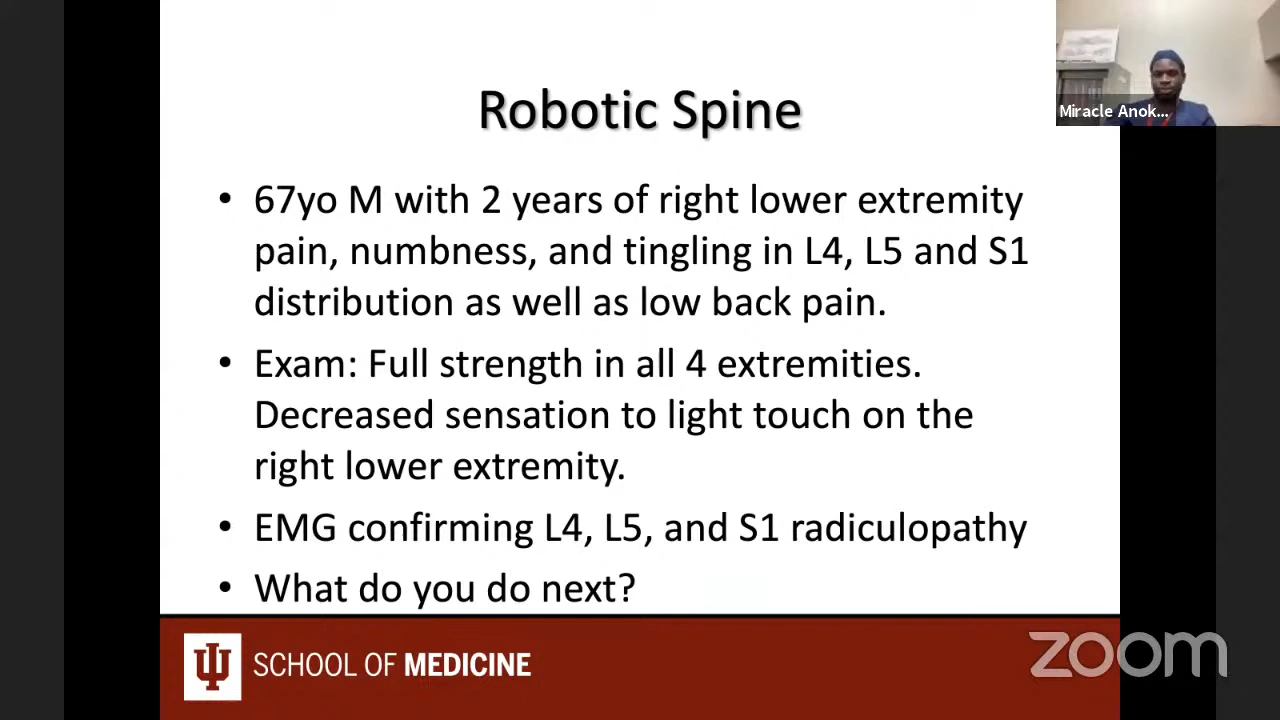 Robotic Spine
Miracle Anok...
• 67yo M with 2 years of right lower extremity
pain, numbness, and tingling in L4, L5 and S1
distribution as well as low back pain.
• Exam: Full strength in all 4 extremities.
Decreased sensation to light touch on the
right lower extremity.
• EMG confirming L4, L5, and S1 radiculopathy
• What do you do next?
SCHOOL OF MEDICINE
zoom